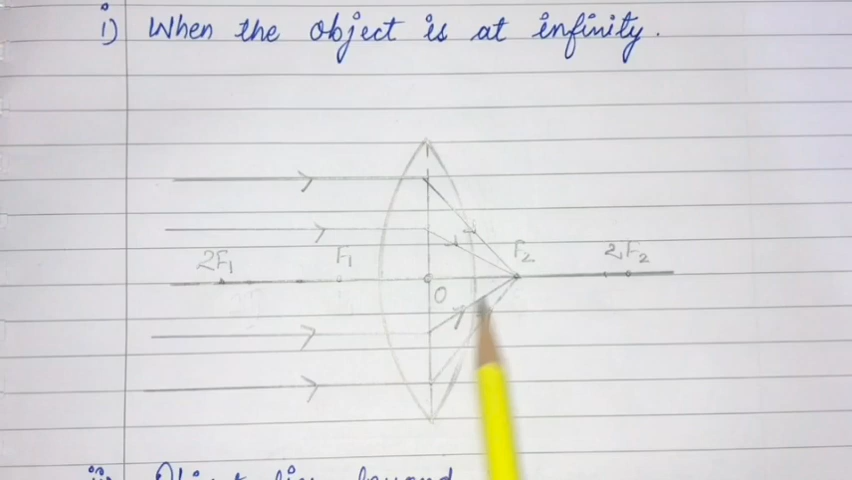 i) When the object is at infinity.
2F₁ F₁ F₂ 2F₂
O